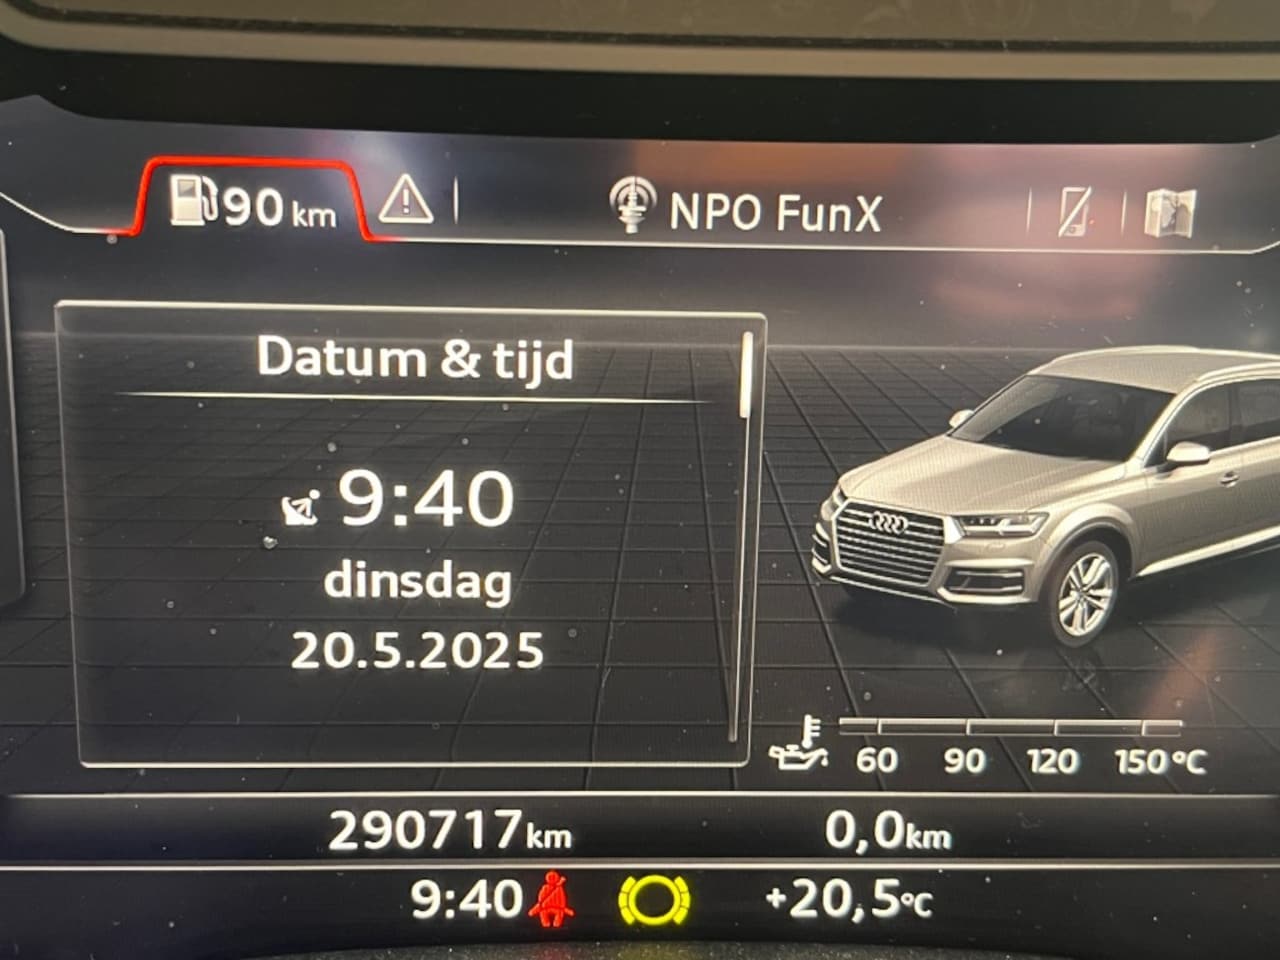 90 km
NPO FunX
Datum & tijd
9:40
dinsdag
20.5.2025
60 90 120 150°C
290717 km 0,0 km
9:40 +20,5°C